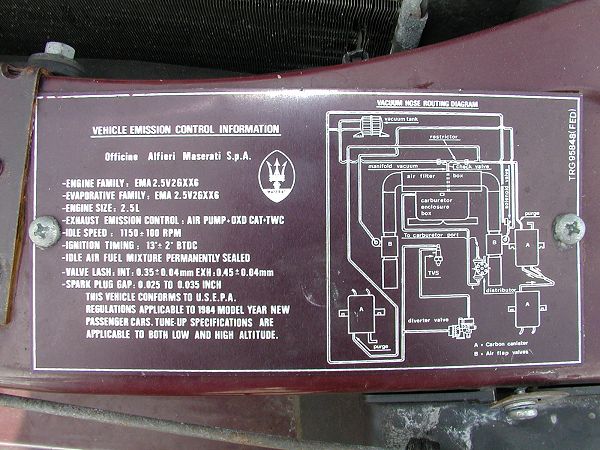 VEHICLE EMISSION CONTROL INFORMATION
Officine Alfieri Maserati S.p.A.
-ENGINE FAMILY: EMA 2.5V2GXX6
-EVAPORATIVE FAMILY: EMA 2.5V2GXX6
-ENGINE SIZE: 2.5L
-EXHAUST EMISSION CONTROL: AIR PUMP-OXD CAT-TWC
-IDLE SPEED: 1150 ± 100 RPM
-IGNITION TIMING: 13°± 2° BTDC
-IDLE AIR FUEL MIXTURE PERMANENTLY SEALED
-VALVE LASH: INT: 0.35±0.04mm EXH: 0.45±0.04mm
-SPARK PLUG GAP: 0.025 TO 0.035 INCH
THIS VEHICLE CONFORMS TO U.S.E.P.A.
REGULATIONS APPLICABLE TO 1984 MODEL YEAR NEW
PASSENGER CARS. TUNE-UP SPECIFICATIONS ARE
APPLICABLE TO BOTH LOW AND HIGH ALTITUDE.
VACUUM HOSE ROUTING DIAGRAM
vacuum tank
restrictor
manifold vacuum
check valve
air filter
box
solenoid valve
carburetor
enclosure
box
purge
To carburetor port
B
B
A
TVS
distributor
A
A
diverter valve
purge
A = Carbon canister
B = Air flap valves
TRG95848(FED)